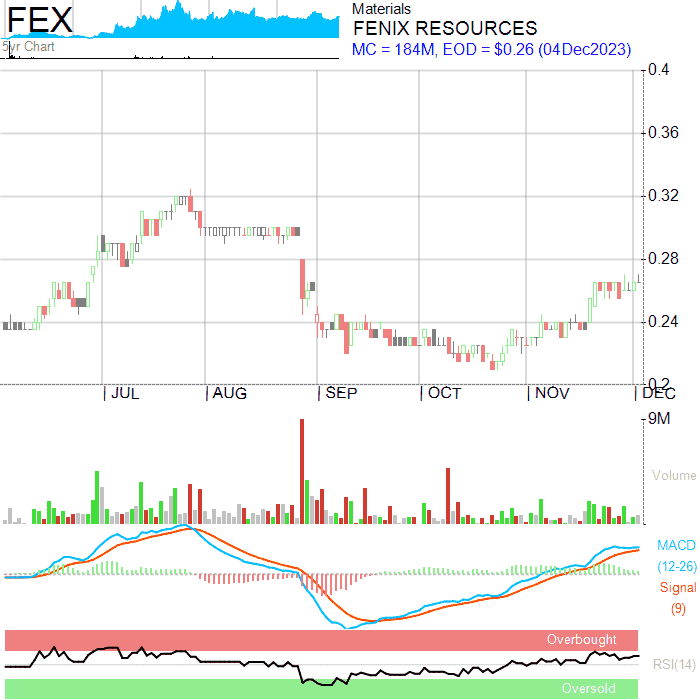 FEX
5yr Chart
Materials
FENIX RESOURCES
MC = 184M, EOD = $0.26 (04Dec2023)
0.4
0.36
0.32
0.28
0.24
0.2
JUL AUG SEP OCT NOV DEC
9M
Volume
MACD
(12-26)
Signal
(9)
Overbought
RSI(14)
Oversold